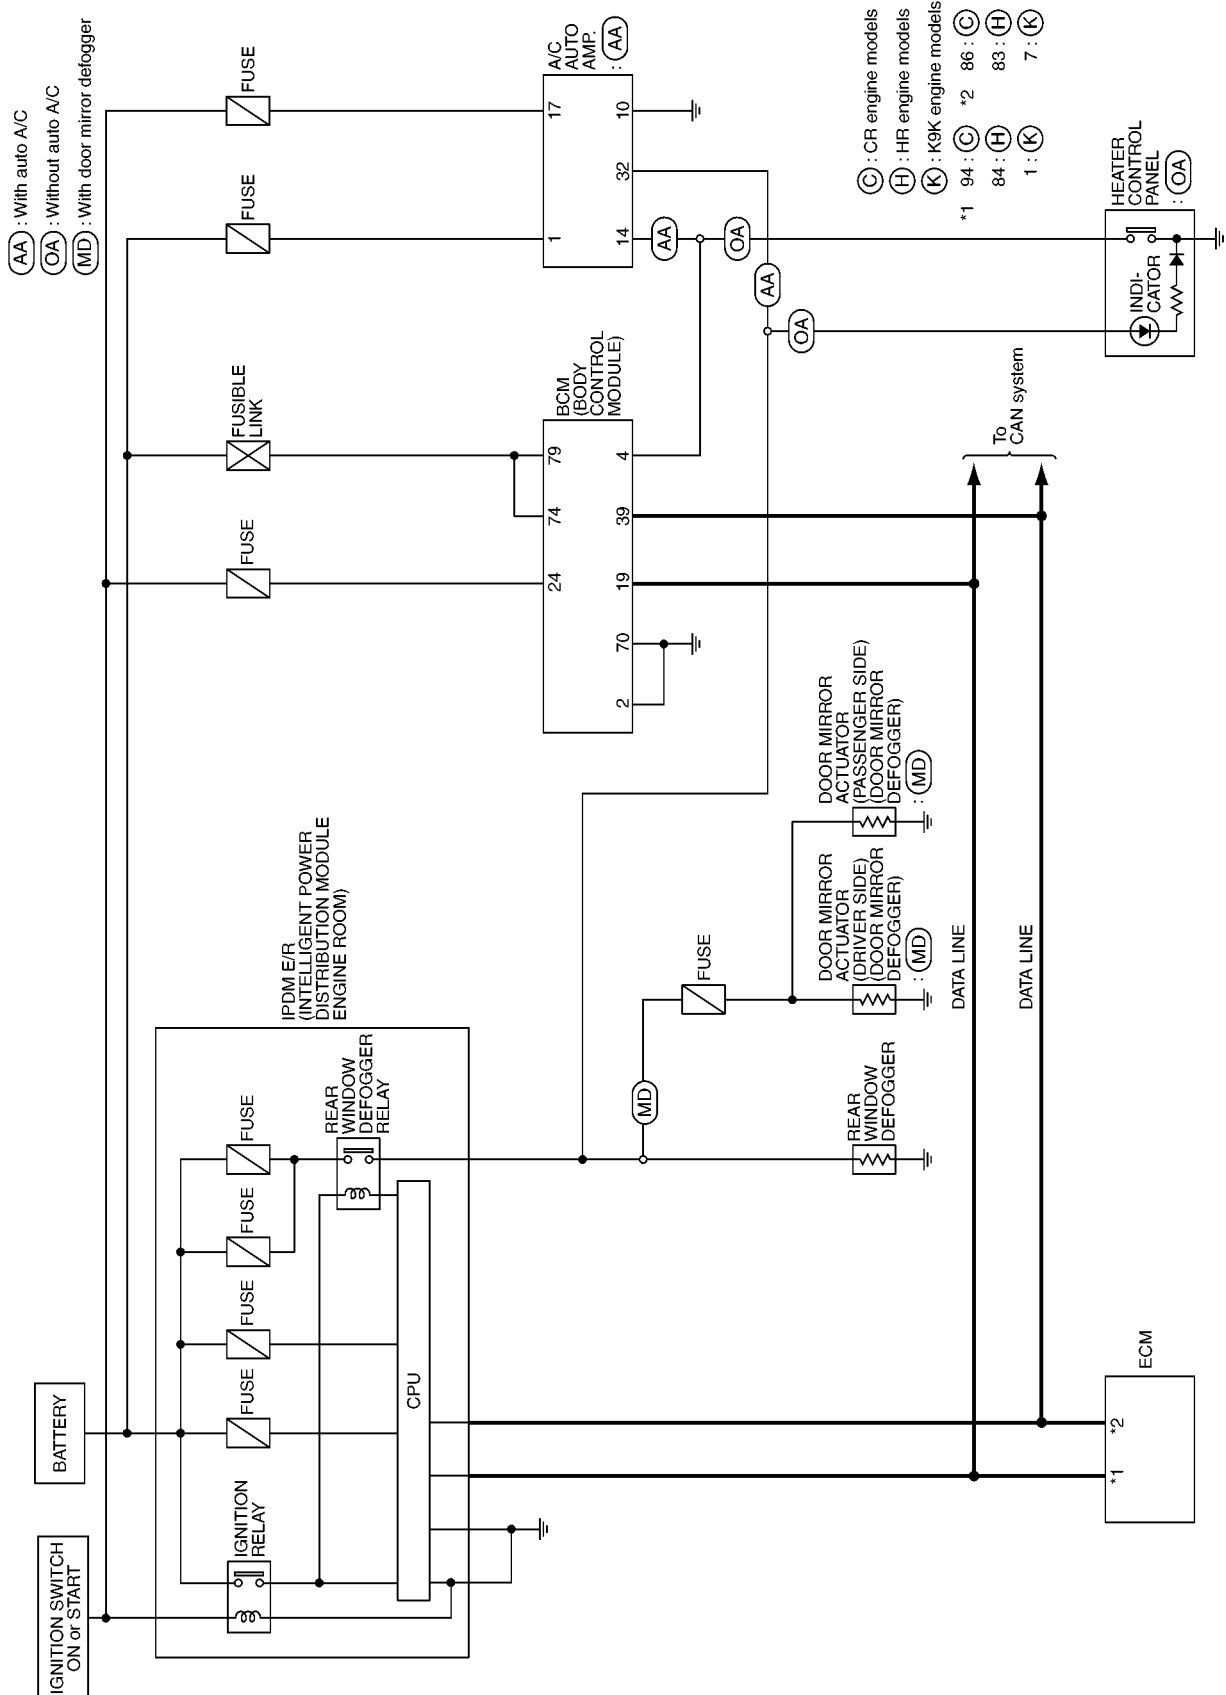 IGNITION SWITCH
ON or START
BATTERY
(AA) : With auto A/C
(OA) : Without auto A/C
(MD) : With door mirror defogger
IPDM E/R
(INTELLIGENT POWER
DISTRIBUTION MODULE
ENGINE ROOM)
IGNITION
RELAY
FUSE
FUSE
FUSE
FUSE
REAR
WINDOW
DEFOGGER
RELAY
CPU
FUSE
FUSIBLE
LINK
FUSE
FUSE
24
74
79
BCM
(BODY
CONTROL
MODULE)
2
70
19
39
4
1
17
A/C
AUTO
AMP.
: (AA)
14
32
10
AA
OA
AA
OA
MD
FUSE
REAR
WINDOW
DEFOGGER
DOOR MIRROR
ACTUATOR
(DRIVER SIDE)
(DOOR MIRROR
DEFOGGER)
: (MD)
DOOR MIRROR
ACTUATOR
(PASSENGER SIDE)
(DOOR MIRROR
DEFOGGER)
: (MD)
DATA LINE
DATA LINE
To
CAN system
(C) : CR engine models
(H) : HR engine models
(K) : K9K engine models
*1 94 : (C) *2 86 : (C)
84 : (H) 83 : (H)
1 : (K) 7 : (K)
INDI-
CATOR
HEATER
CONTROL
PANEL
: (OA)
*1
*2
ECM